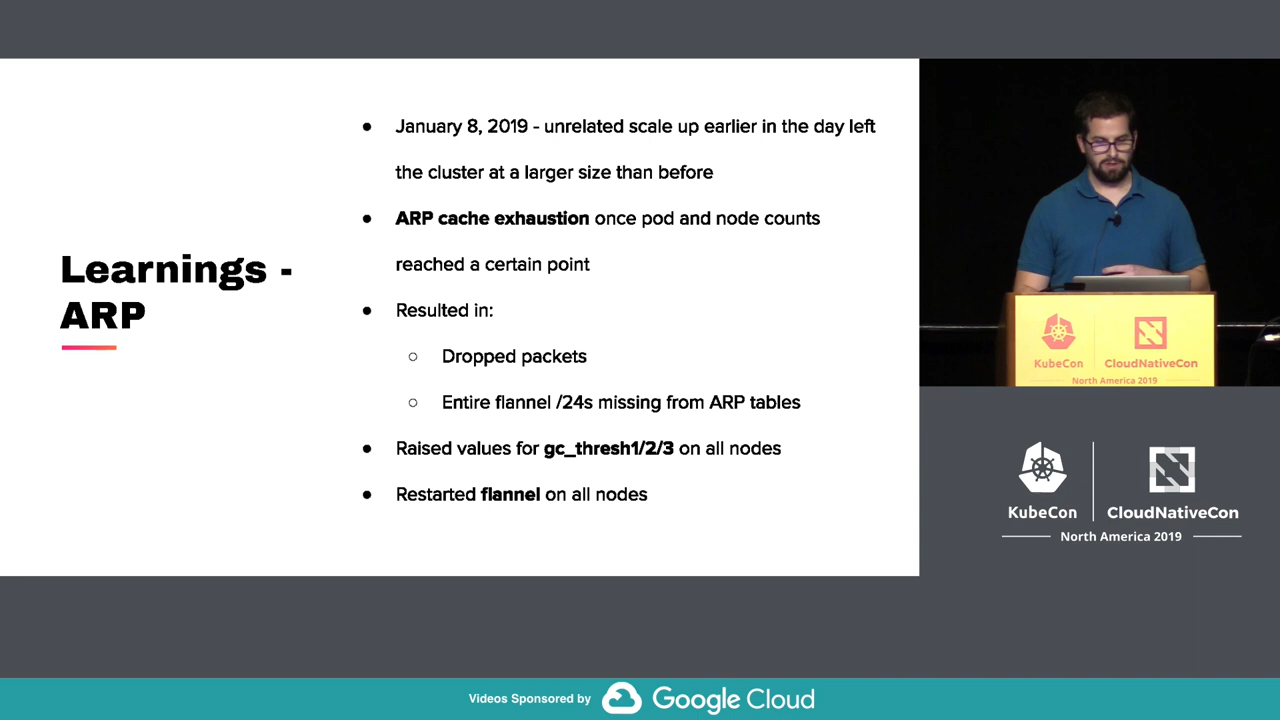 Learnings -
ARP
● January 8, 2019 - unrelated scale up earlier in the day left
the cluster at a larger size than before
● ARP cache exhaustion once pod and node counts
reached a certain point
● Resulted in:
○ Dropped packets
○ Entire flannel /24s missing from ARP tables
● Raised values for gc_thresh1/2/3 on all nodes
● Restarted flannel on all nodes
KubeCon CloudNativeCon
North America 2019
KubeCon CloudNativeCon
North America 2019
Videos Sponsored by Google Cloud